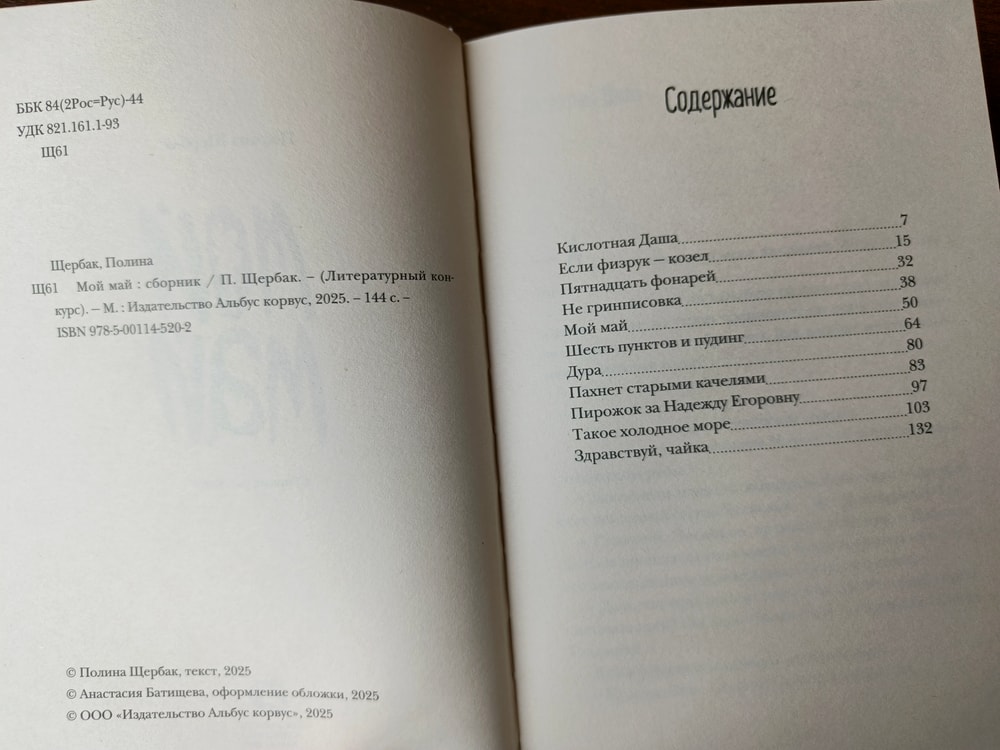 ББК 84(2Рос=Рус)-44
УДК 821.161.1-93
Щ61
Щербак, Полина
Щ61 Мой май : сборник / П. Щербак. – (Литературный кон-
курс). – М. : Издательство Альбус корвус, 2025. – 144 с. –
ISBN 978-5-00114-520-2
© Полина Щербак, текст, 2025
© Анастасия Батищева, оформление обложки, 2025
© ООО «Издательство Альбус корвус», 2025
Содержание
Кислотная Даша 7
Если физрук — козел 15
Пятнадцать фонарей 32
Не гринписовка 38
Мой май 50
Шесть пунктов и пудинг 64
Дура 80
Пахнет старыми качелями 83
Пирожок за Надежду Егоровну 97
Такое холодное море 103
Здравствуй, чайка 132